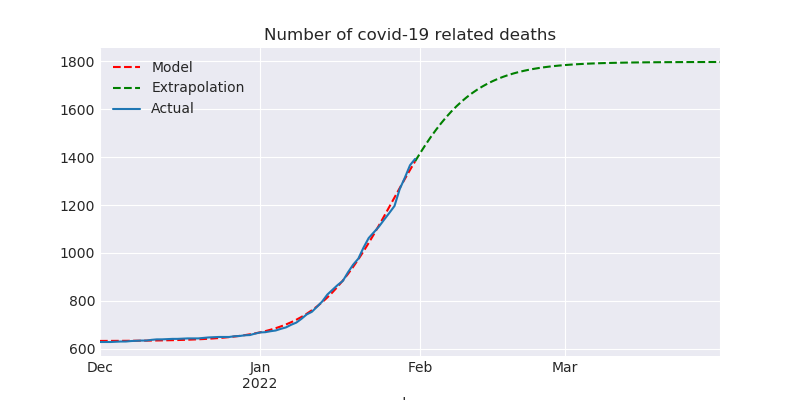 Number of covid-19 related deaths
Model
Extrapolation
Actual
1800
1600
1400
1200
1000
800
600
Dec
Jan
Feb
Mar
2022